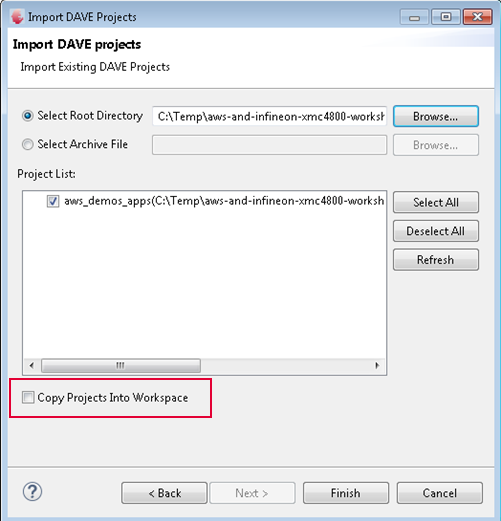 Import DAVE Projects
Import DAVE projects
Import Existing DAVE Projects
Select Root Directory C:\Temp\aws-and-infineon-xmc4800-worksh Browse...
Select Archive File Browse...
Project List:
aws_demos_apps(C:\Temp\aws-and-infineon-xmc4800-worksh Select All
Deselect All
Refresh
Copy Projects Into Workspace
? < Back Next > Finish Cancel